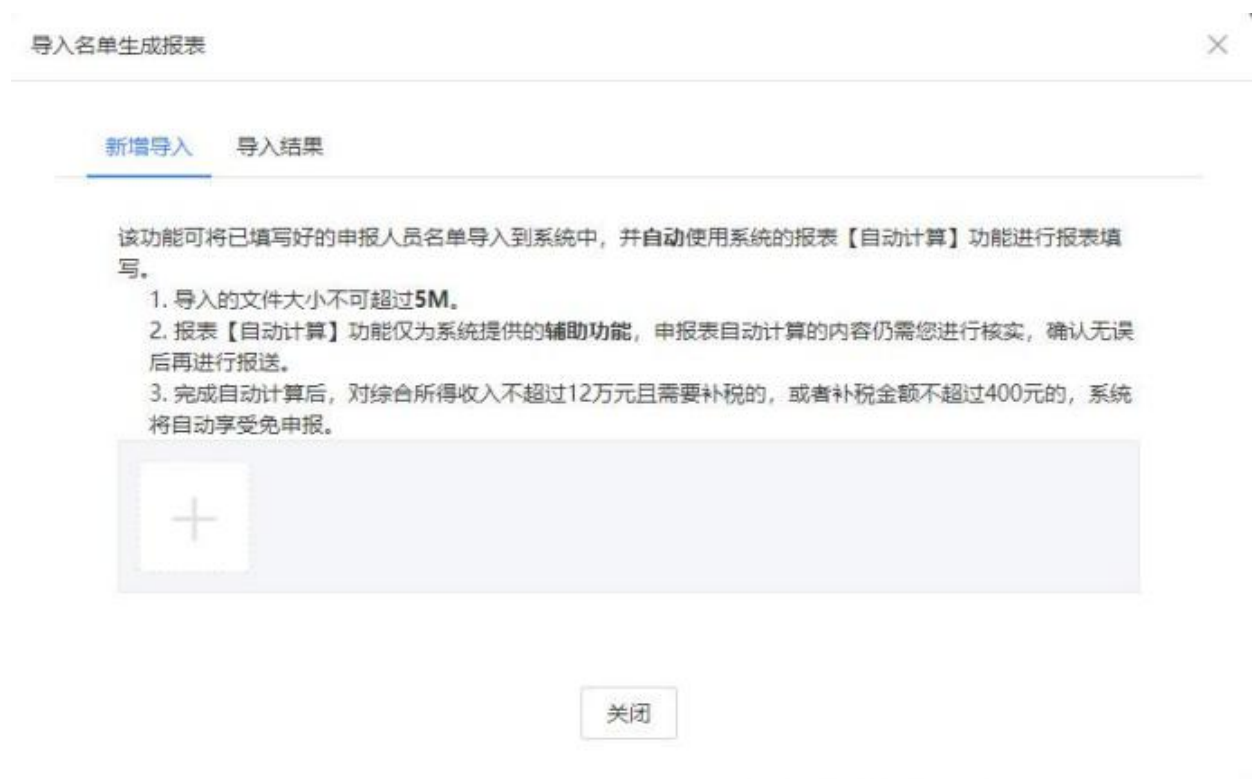 导入名单生成报表
新增导入 导入结果
该功能可将已填写好的申报人员名单导入到系统中，并自动使用系统的报表【自动计算】功能进行报表填
写。
1. 导入的文件大小不可超过5M。
2. 报表【自动计算】功能仅为系统提供的辅助功能，申报表自动计算的内容仍需您进行核实，确认无误
后再进行报送。
3. 完成自动计算后，对综合所得收入不超过12万元且需要补税的，或者补税金额不超过400元的，系统
将自动享受免申报。
关闭